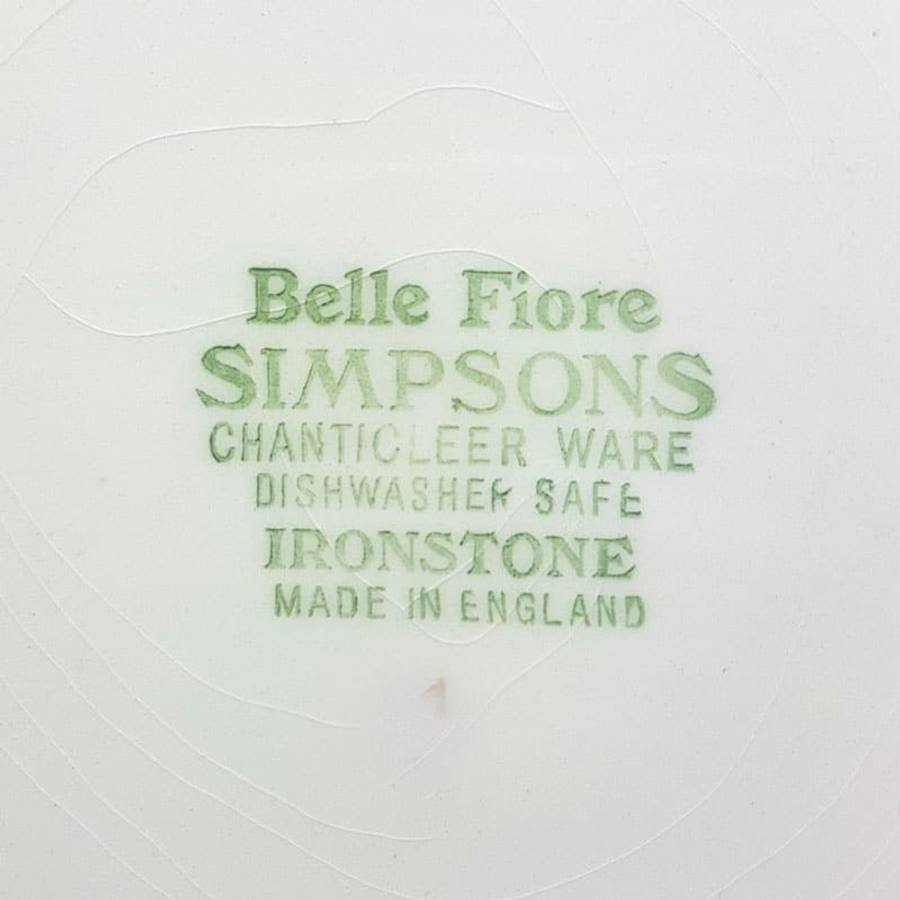 Belle Fiore
SIMPSONS
CHANTICLEER WARE
DISHWASHER SAFE
IRONSTONE
MADE IN ENGLAND